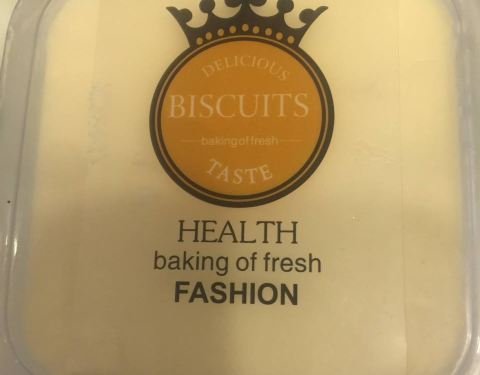 DELICIOUS
BISCUITS
baking of fresh
TASTE
HEALTH
baking of fresh
FASHION